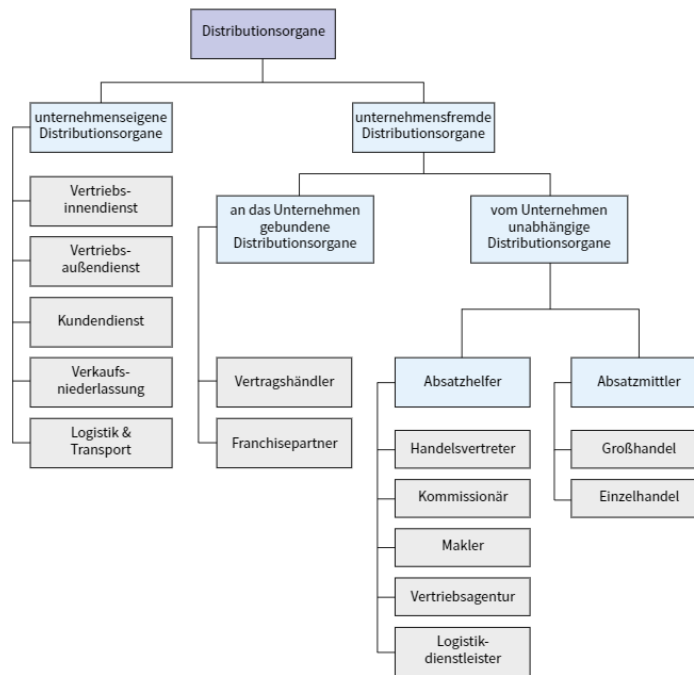 Distributionsorgane
unternehmenseigene
Distributionsorgane
unternehmensfremde
Distributionsorgane
Vertriebs-
innendienst
Vertriebs-
außendienst
Kundendienst
Verkaufs-
niederlassung
Logistik &
Transport
an das Unternehmen
gebundene
Distributionsorgane
Vertragshändler
Franchisepartner
vom Unternehmen
unabhängige
Distributionsorgane
Absatzhelfer
Handelsvertreter
Kommissionär
Makler
Vertriebsagentur
Logistik-
dienstleister
Absatzmittler
Großhandel
Einzelhandel